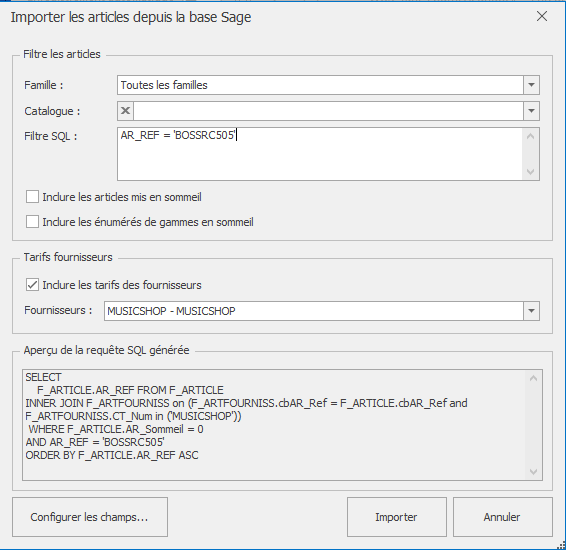 Importer les articles depuis la base Sage
Filtre les articles
Famille :
Toutes les familles
Catalogue :
Filtre SQL :
AR_REF = 'BOSSRC505'
Inclure les articles mis en sommeil
Inclure les énumérés de gammes en sommeil
Tarifs fournisseurs
Inclure les tarifs des fournisseurs
Fournisseurs :
MUSICSHOP - MUSICSHOP
Aperçu de la requête SQL générée
SELECT
F_ARTICLE.AR_REF FROM F_ARTICLE
INNER JOIN F_ARTFOURNISS on (F_ARTFOURNISS.cbAR_Ref = F_ARTICLE.cbAR_Ref and
F_ARTFOURNISS.CT_Num in ('MUSICSHOP'))
WHERE F_ARTICLE.AR_Sommeil = 0
AND AR_REF = 'BOSSRC505'
ORDER BY F_ARTICLE.AR_REF ASC
Configurer les champs...
Importer
Annuler